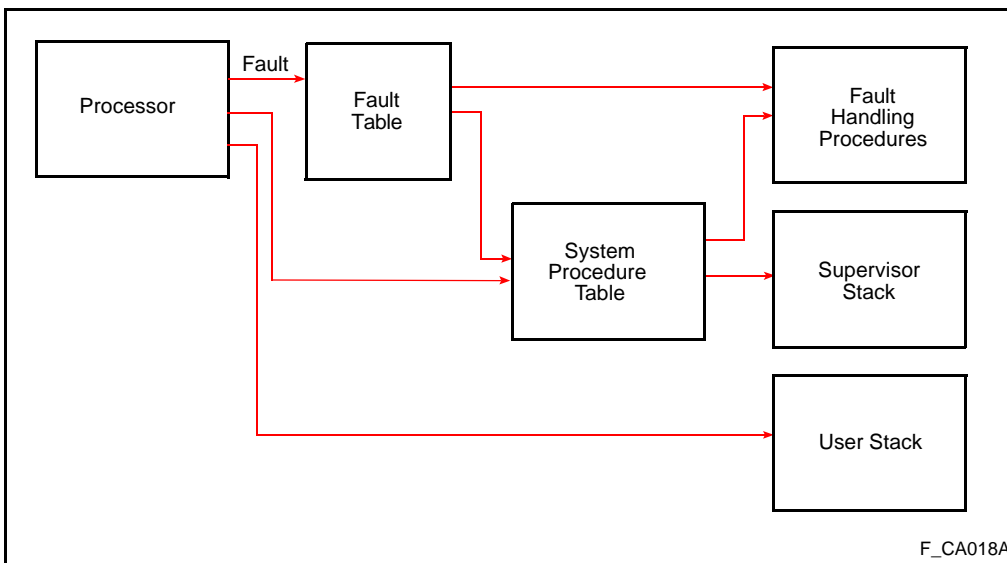 Fault
Processor
Fault
Table
Fault
Handling
Procedures
System
Procedure
Table
Supervisor
Stack
User Stack
F_CA018A